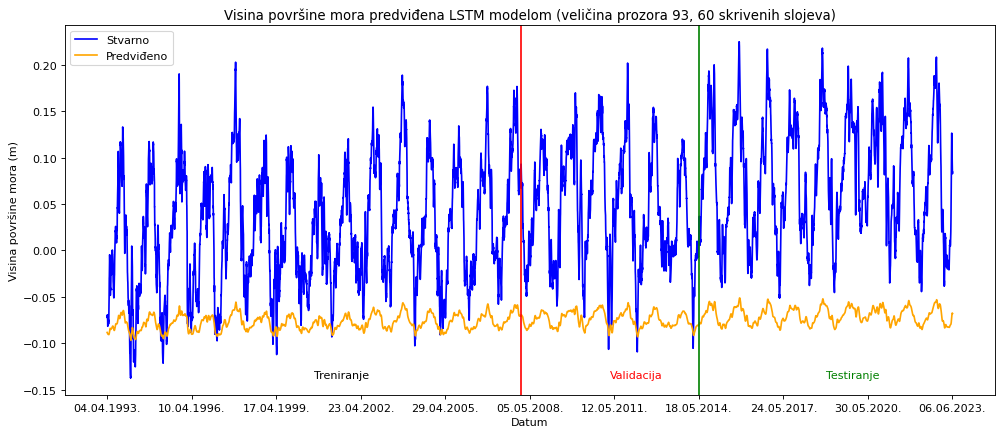 Visina površine mora predviđena LSTM modelom (veličina prozora 93, 60 skrivenih slojeva)
Stvarno
Predviđeno
Visina površine mora (m)
0.20
0.15
0.10
0.05
0.00
−0.05
−0.10
−0.15
Treniranje
Validacija
Testiranje
04.04.1993.
10.04.1996.
17.04.1999.
23.04.2002.
29.04.2005.
05.05.2008.
12.05.2011.
18.05.2014.
24.05.2017.
30.05.2020.
06.06.2023.
Datum